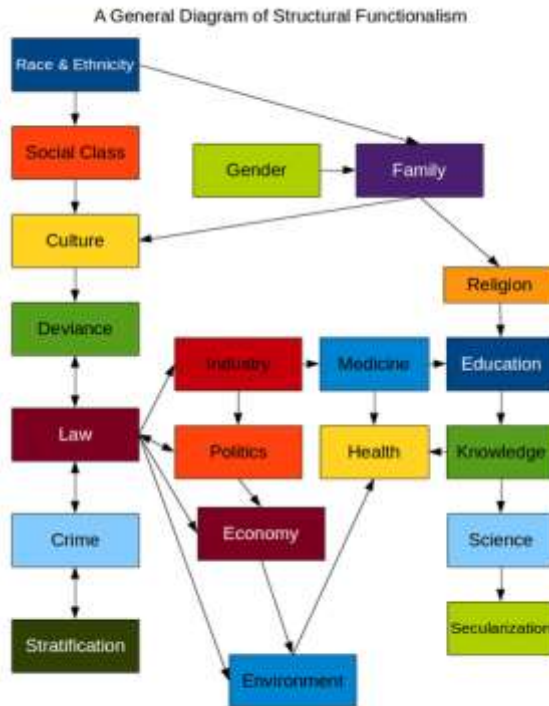 A General Diagram of Structural Functionalism
Race & Ethnicity
Social Class
Gender
Family
Culture
Religion
Deviance
Industry
Medicine
Education
Law
Politics
Health
Knowledge
Crime
Economy
Science
Stratification
Secularization
Environment